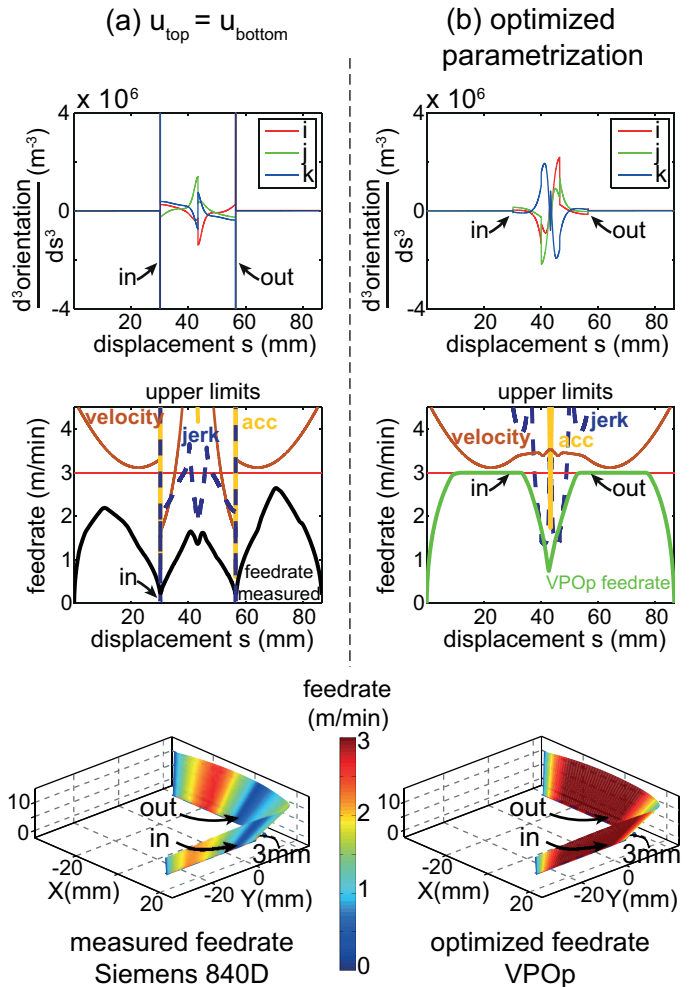 (a) u_top = u_bottom
(b) optimized
parametrization
4 x 10^6
i
j
k
d³orientation (m⁻³)
ds³
0
-4
in
out
20 40 60 80
displacement s (mm)
4 x 10^6
i
j
k
d³orientation (m⁻³)
ds³
0
-4
in
out
20 40 60 80
displacement s (mm)
upper limits
velocity
jerk
acc
feedrate (m/min)
4
3
2
1
0
in
feedrate
measured
20 40 60 80
displacement s (mm)
upper limits
velocity
jerk
acc
feedrate (m/min)
4
3
2
1
0
in
out
VPOp feedrate
20 40 60 80
displacement s (mm)
feedrate
(m/min)
3
2
1
0
10
0
out
in
3mm
-20
0
20
X(mm)
-20
0
Y(mm)
measured feedrate
Siemens 840D
10
0
out
in
3mm
-20
0
20
X(mm)
-20
0
Y(mm)
optimized feedrate
VPOp